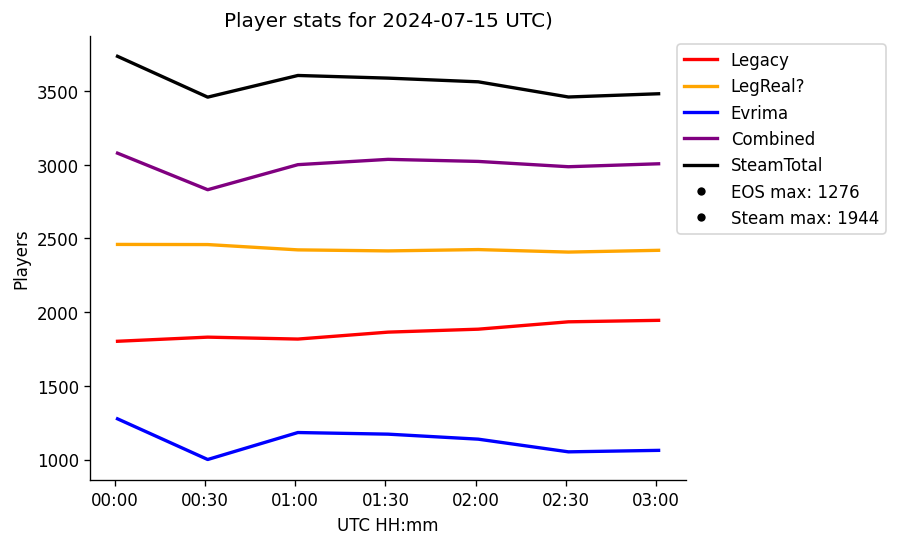 Player stats for 2024-07-15 UTC)
Legacy
LegReal?
Evrima
Combined
SteamTotal
EOS max: 1276
Steam max: 1944
Players
3500
3000
2500
2000
1500
1000
00:00 00:30 01:00 01:30 02:00 02:30 03:00
UTC HH:mm